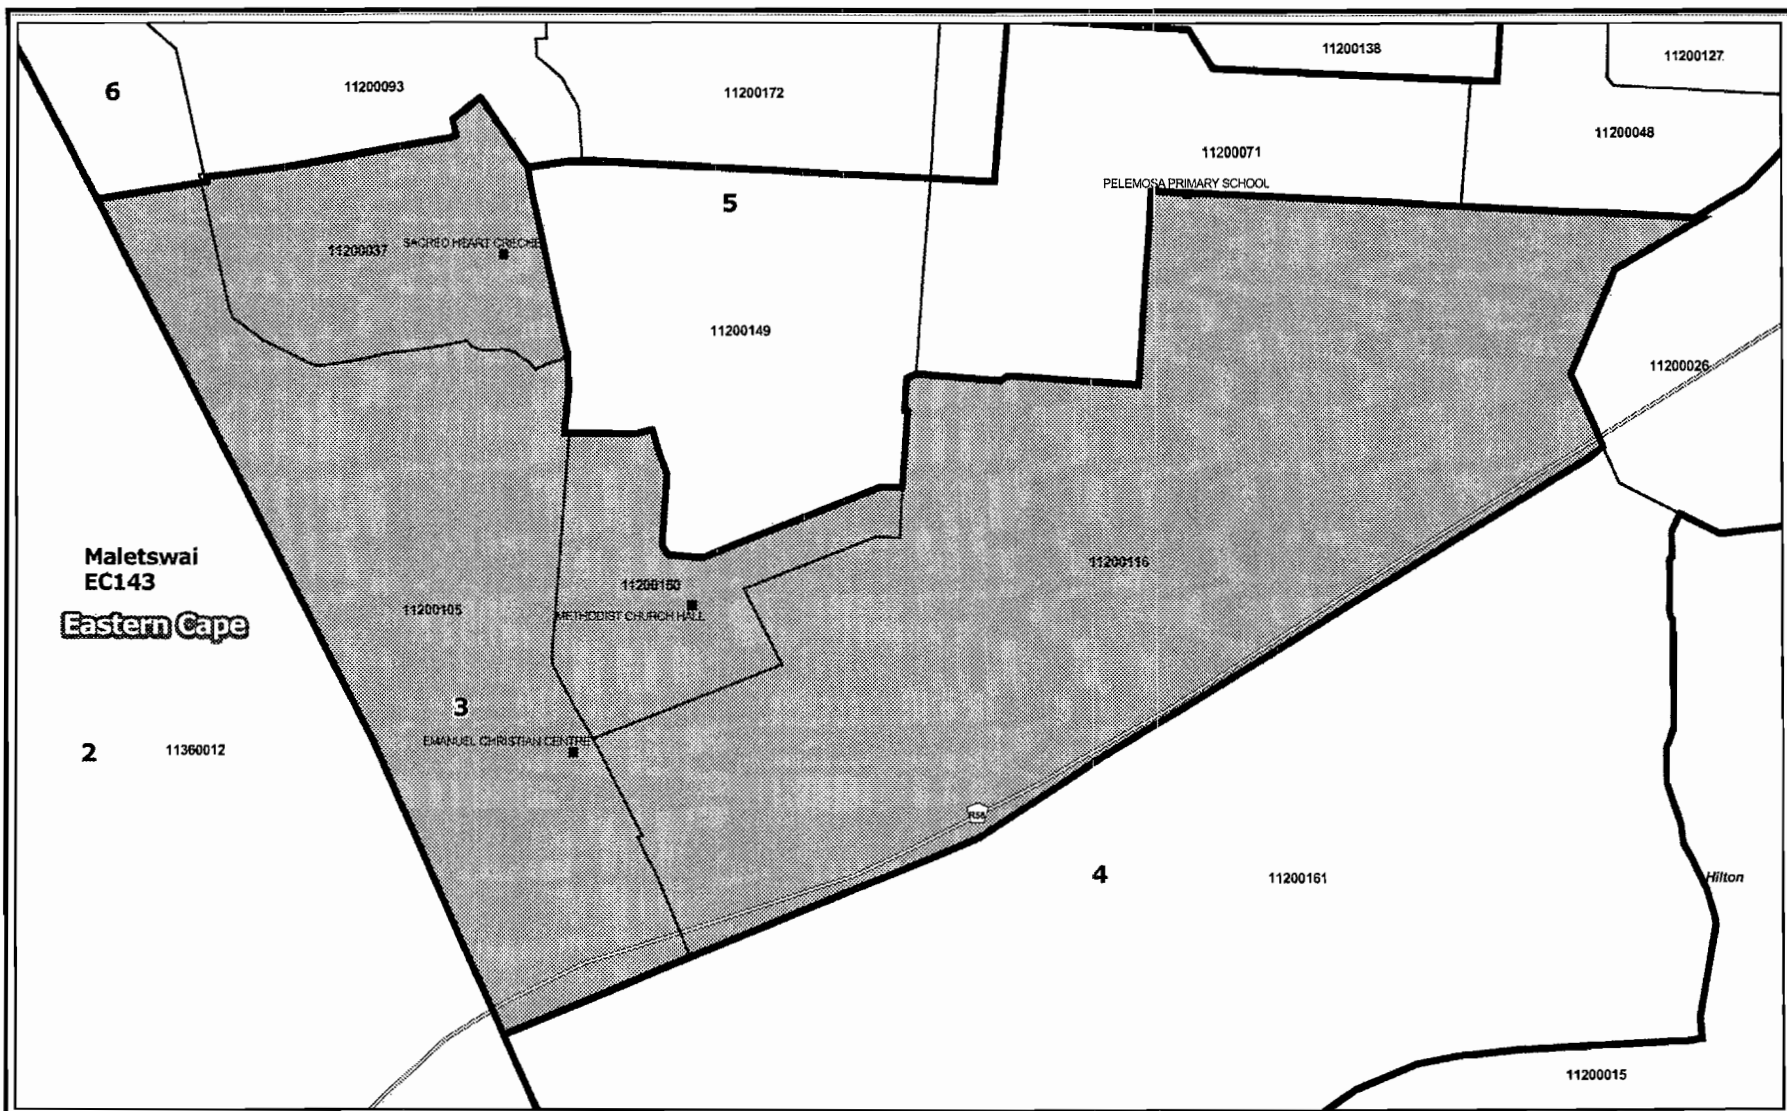 11200138
11200127
6
11200093
11200172
11200048
11200071
PELEMOSA PRIMARY SCHOOL
5
11200037
SACRED HEART CRECHE
11200149
11200026
Maletswai
EC143
Eastern Cape
11200116
11200150
METHODIST CHURCH HALL
11200105
3
EMANUEL CHRISTIAN CENTRE
2
11360012
R58
4
11200161
Hilton
11200015